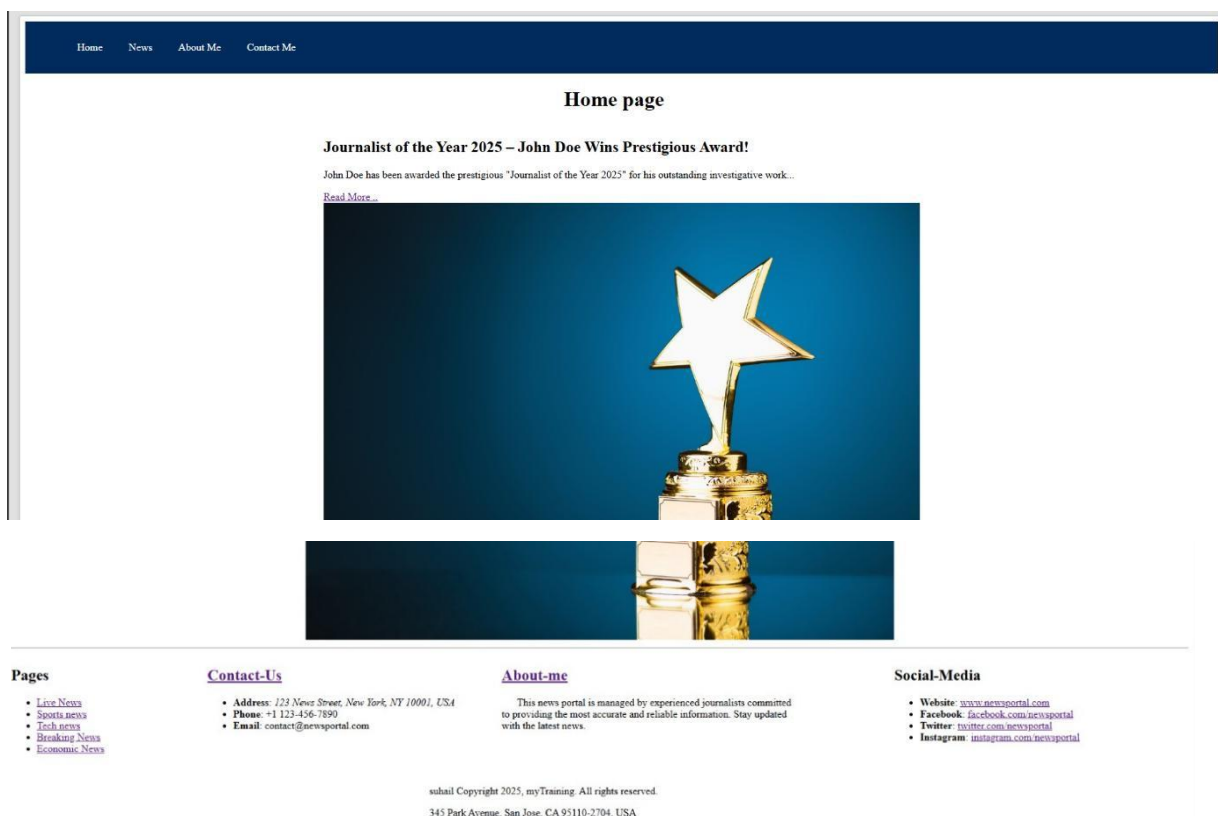 Home News About Me Contact Me
Home page
Journalist of the Year 2025 – John Doe Wins Prestigious Award!
John Doe has been awarded the prestigious "Journalist of the Year 2025" for his outstanding investigative work...
Read More ..
Pages
Live News
Sports news
Tech news
Breaking News
Economic News
Contact-Us
Address: 123 News Street, New York, NY 10001, USA
Phone: +1 123-456-7890
Email: contact@newsportal.com
About-me
This news portal is managed by experienced journalists committed
to providing the most accurate and reliable information. Stay updated
with the latest news.
Social-Media
Website: www.newsportal.com
Facebook: facebook.com/newsportal
Twitter: twitter.com/newsportal
Instagram: instagram.com/newsportal
suhail Copyright 2025, myTraining. All rights reserved.
345 Park Avenue, San Jose, CA 95110-2704, USA